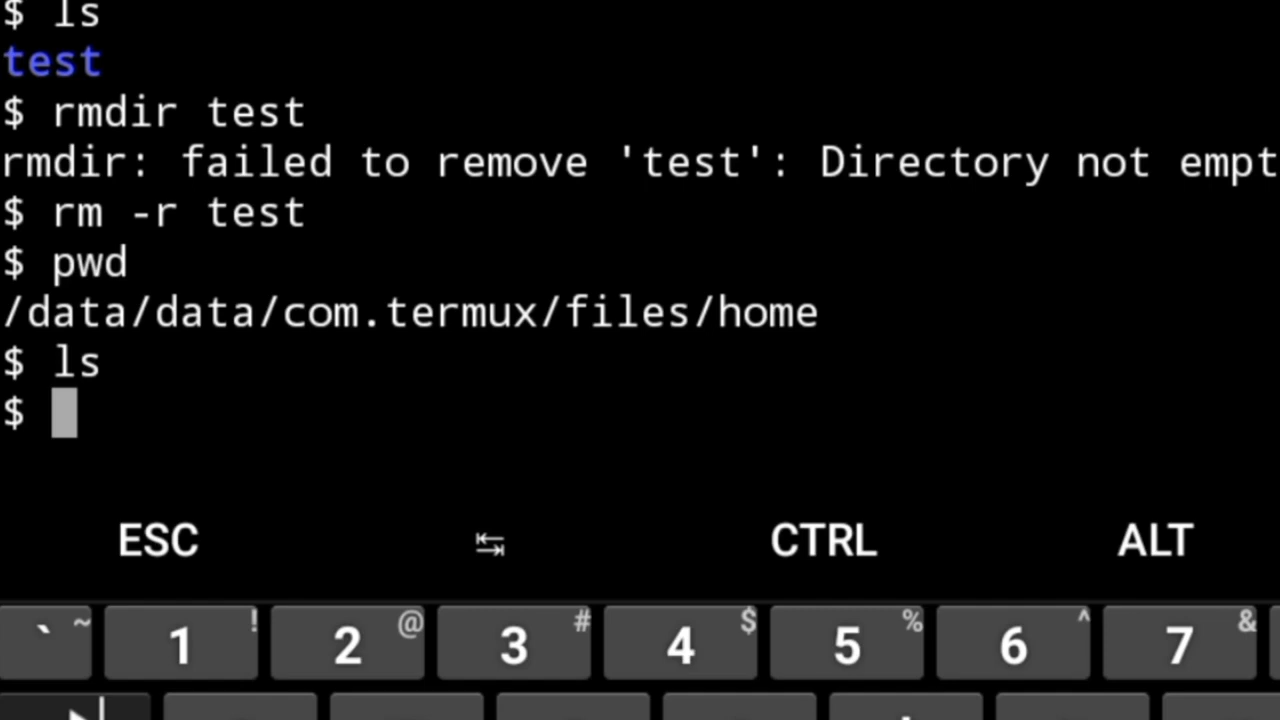 $ ls
test
$ rmdir test
rmdir: failed to remove 'test': Directory not empt
$ rm -r test
$ pwd
/data/data/com.termux/files/home
$ ls
$
ESC ↹ CTRL ALT
` ~ 1 ! 2 @ 3 # 4 $ 5 % 6 ^ 7 &